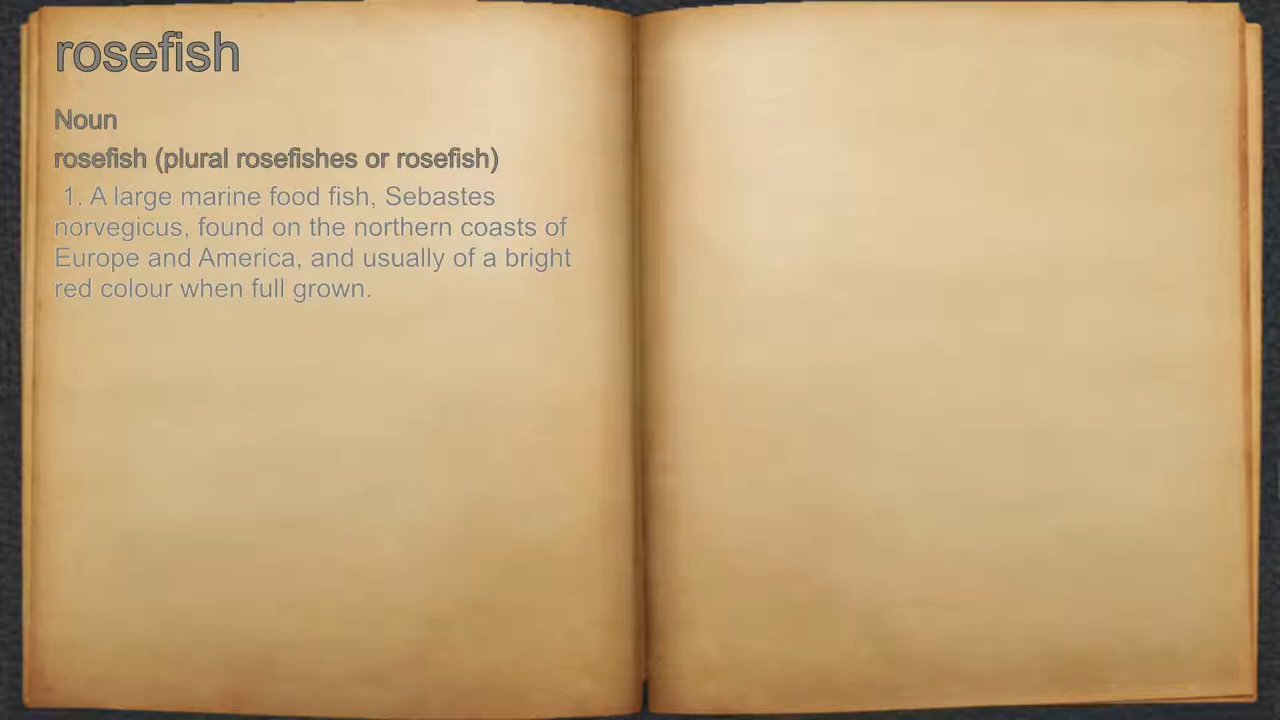 rosefish
Noun
rosefish (plural rosefishes or rosefish)
1. A large marine food fish, Sebastes
norvegicus, found on the northern coasts of
Europe and America, and usually of a bright
red colour when full grown.